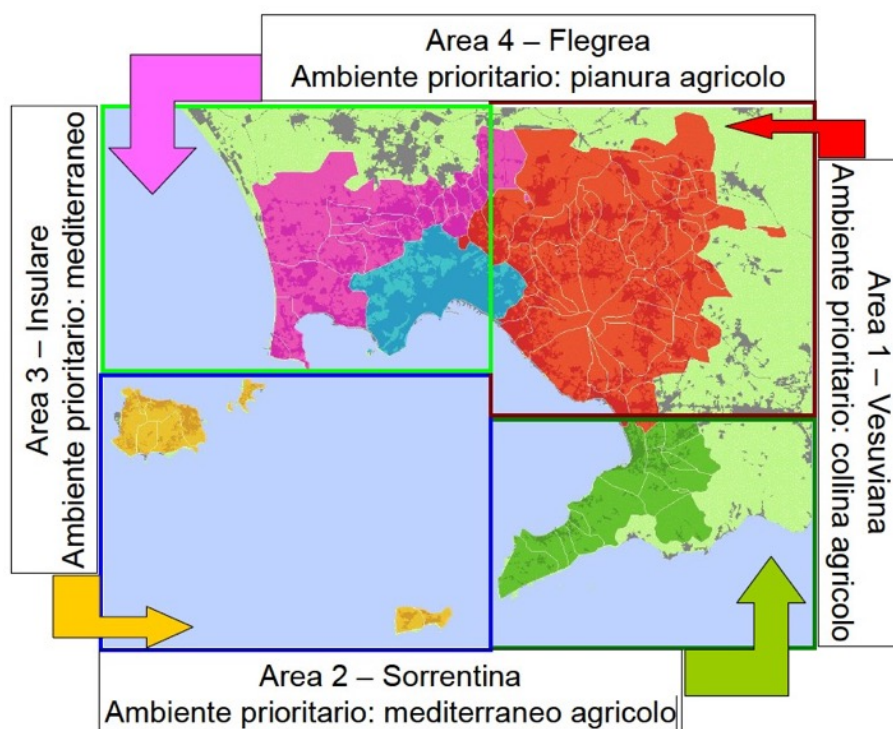 Area 4 – Flegrea
Ambiente prioritario: pianura agricolo
Area 3 – Insulare
Ambiente prioritario: mediterraneo
Area 1 – Vesuviana
Ambiente prioritario: collina agricolo
Area 2 – Sorrentina
Ambiente prioritario: mediterraneo agricolo